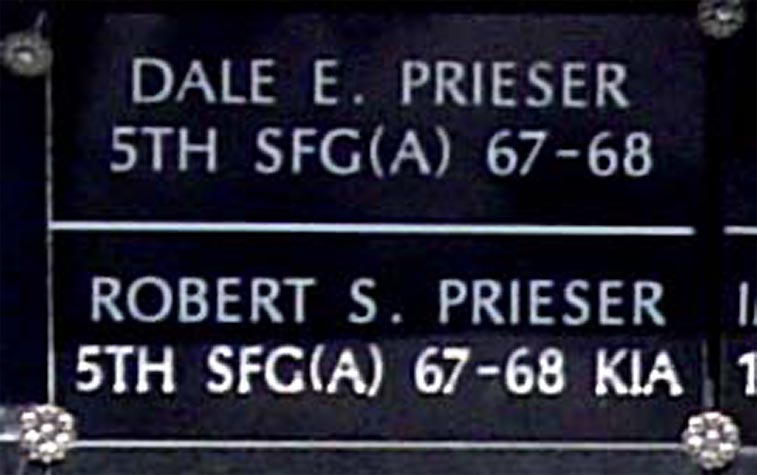 DALE E. PRIESER
5TH SFG(A) 67-68
ROBERT S. PRIESER
5TH SFG(A) 67-68 KIA